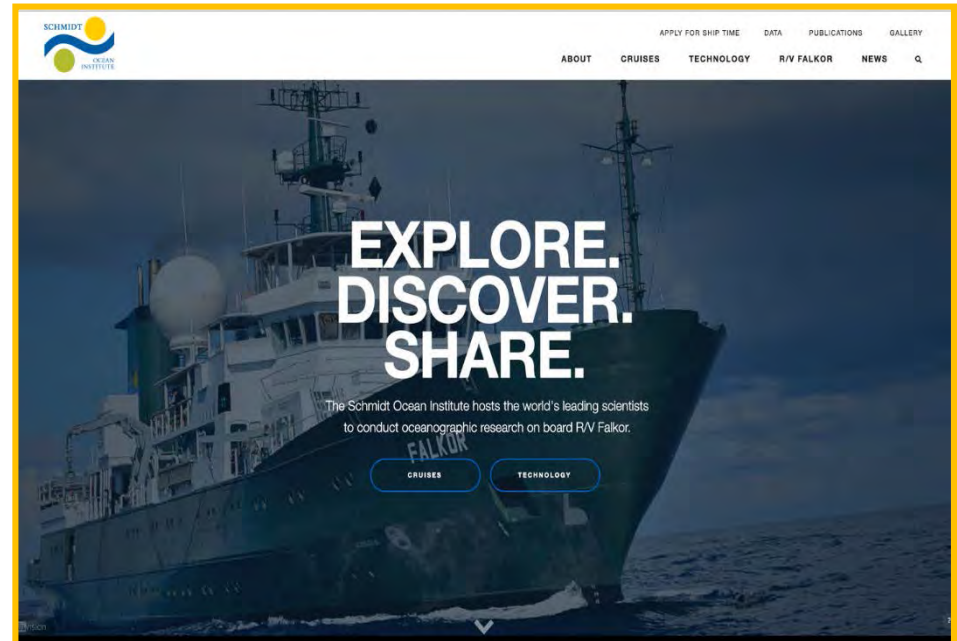 SCHMIDT
OCEAN
INSTITUTE
APPLY FOR SHIP TIME DATA PUBLICATIONS GALLERY
ABOUT CRUISES TECHNOLOGY R/V FALKOR NEWS
EXPLORE.
DISCOVER.
SHARE.
The Schmidt Ocean Institute hosts the world's leading scientists
to conduct oceanographic research on board R/V Falkor.
FALKOR
CRUISES TECHNOLOGY